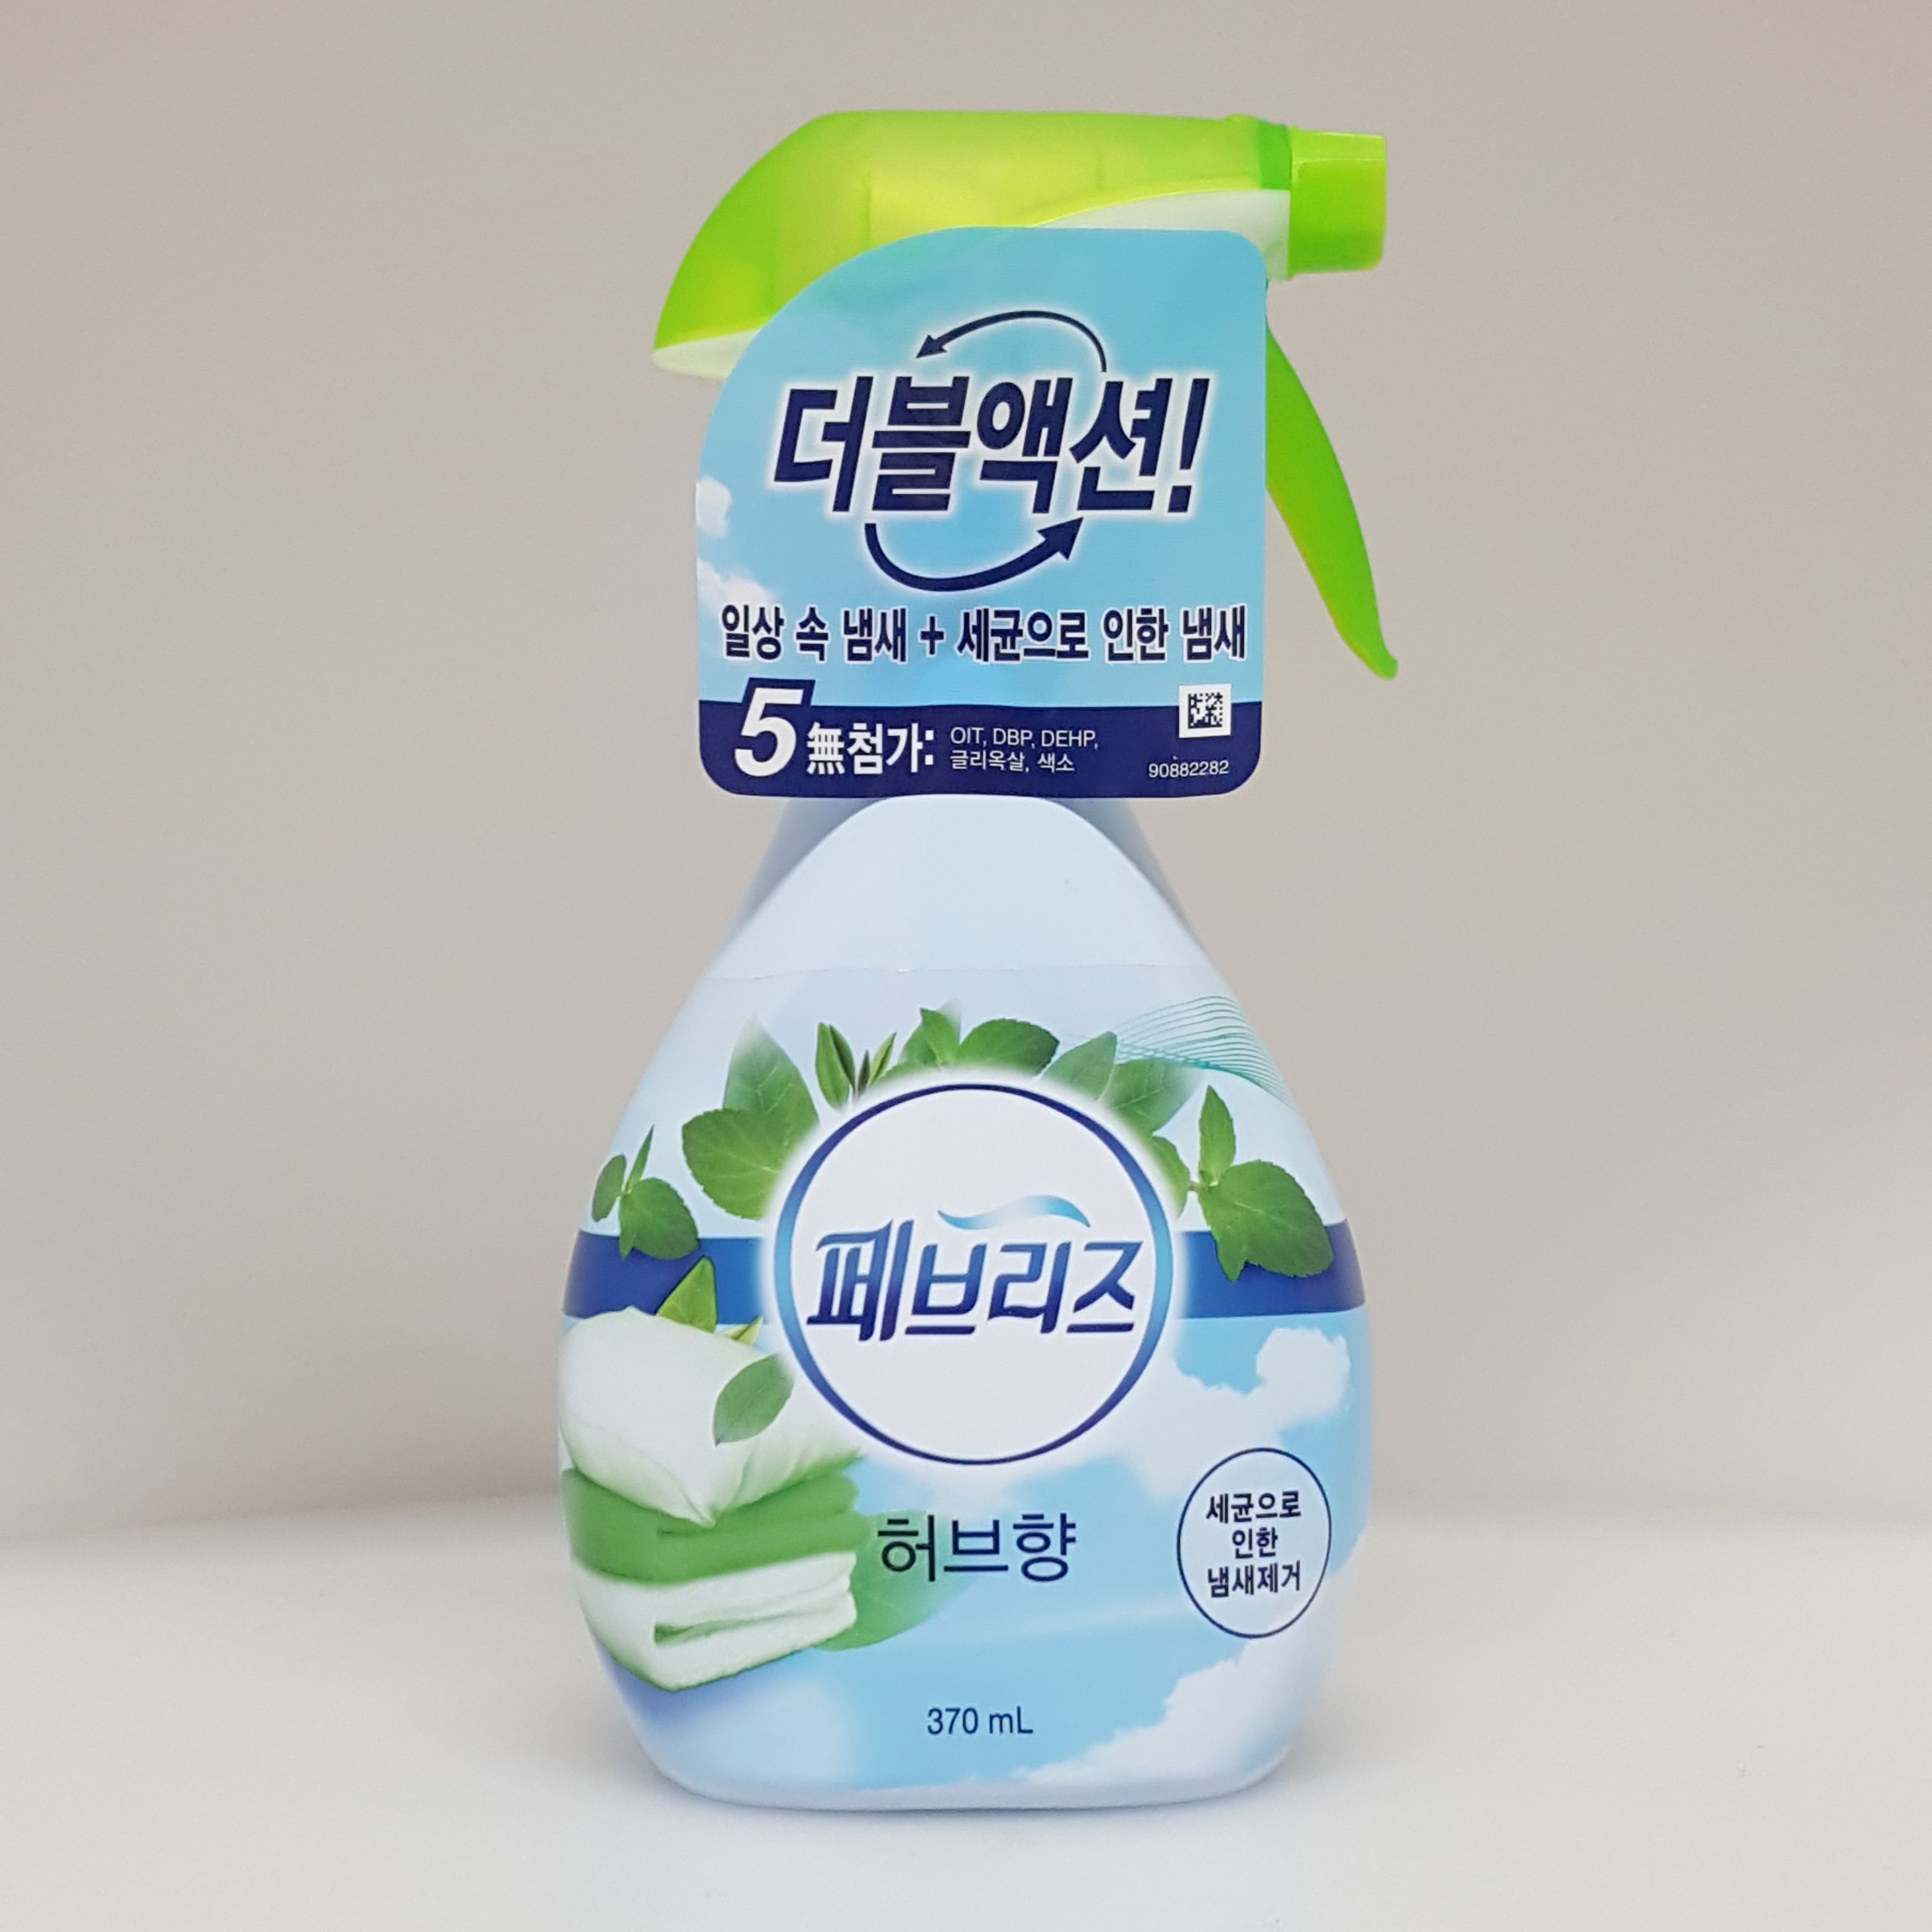 더블액션!
일상 속 냄새 + 세균으로 인한 냄새
5無첨가: OIT, DBP, DEHP,
글리옥살, 색소
90882282
페브리즈
허브향
세균으로
인한
냄새제거
370 mL